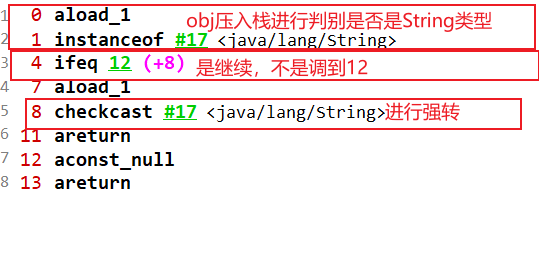 1 0 aload_1 obj压入栈进行判别是否是String类型
2 1 instanceof #17 <java/lang/String>
3 4 ifeq 12 (+8) 是继续，不是调到12
4 7 aload_1
5 8 checkcast #17 <java/lang/String>进行强转
6 11 areturn
7 12 aconst_null
8 13 areturn